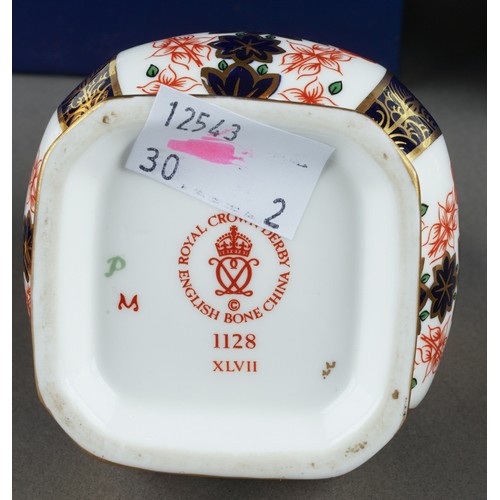 12543
30
2
ROYAL CROWN DERBY
ENGLISH BONE CHINA
©
1128
XLVII
P
M